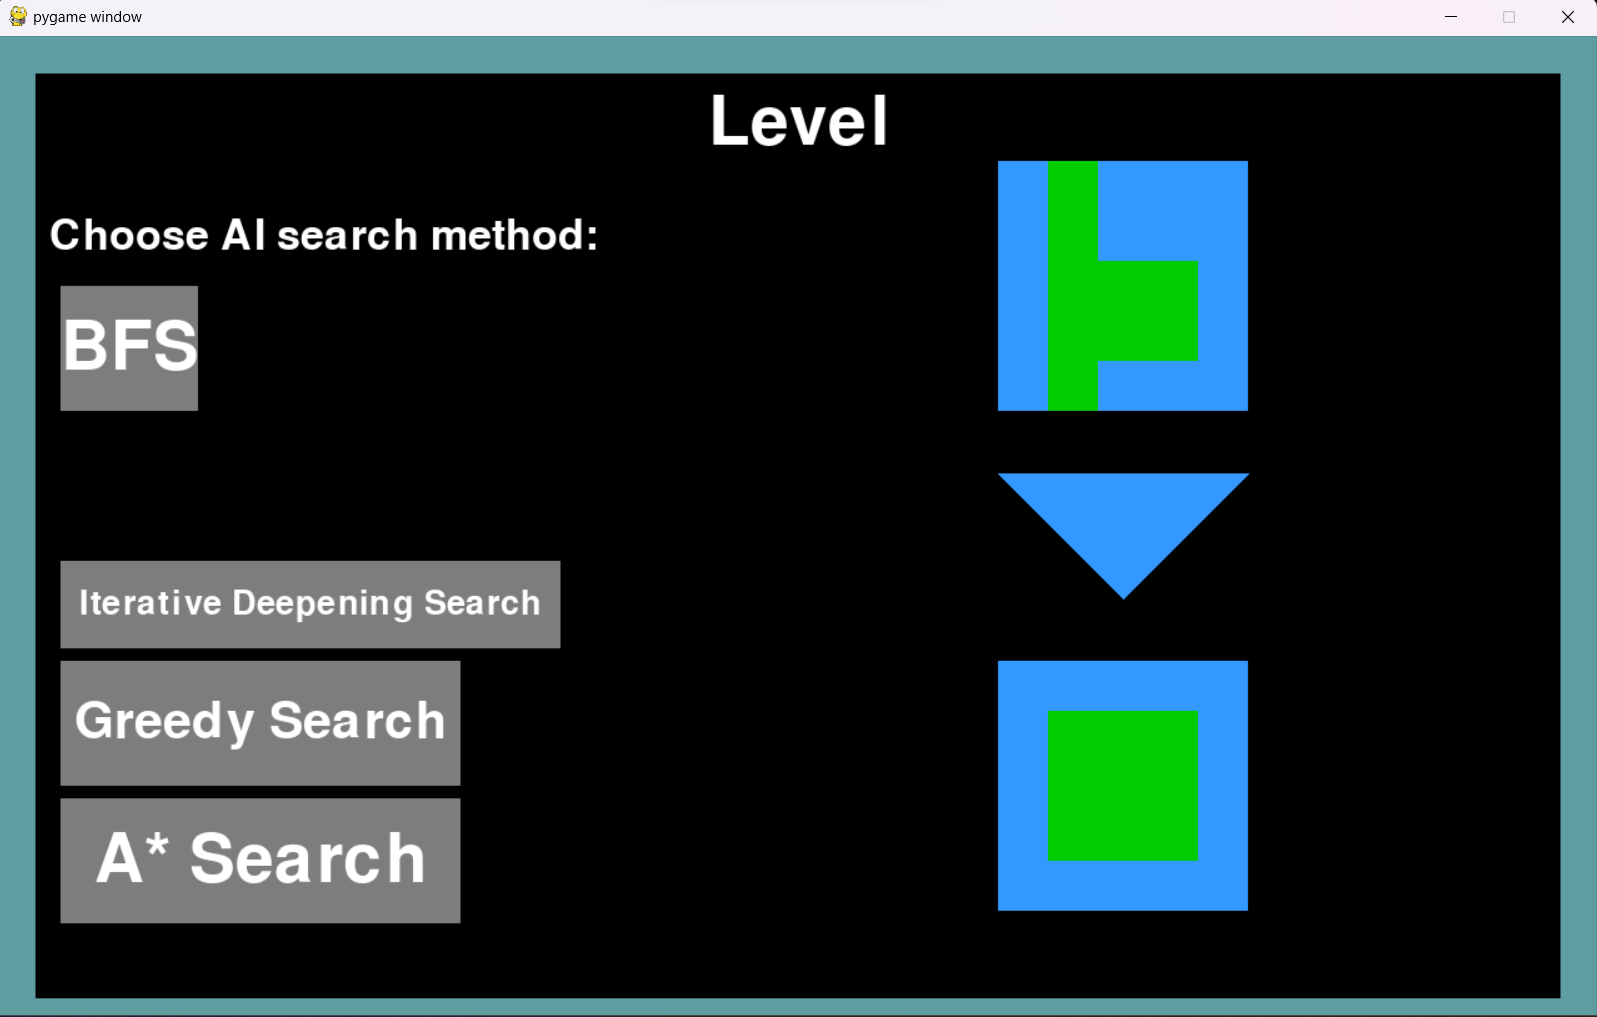 pygame window
Level
Choose AI search method:
BFS
Iterative Deepening Search
Greedy Search
A* Search